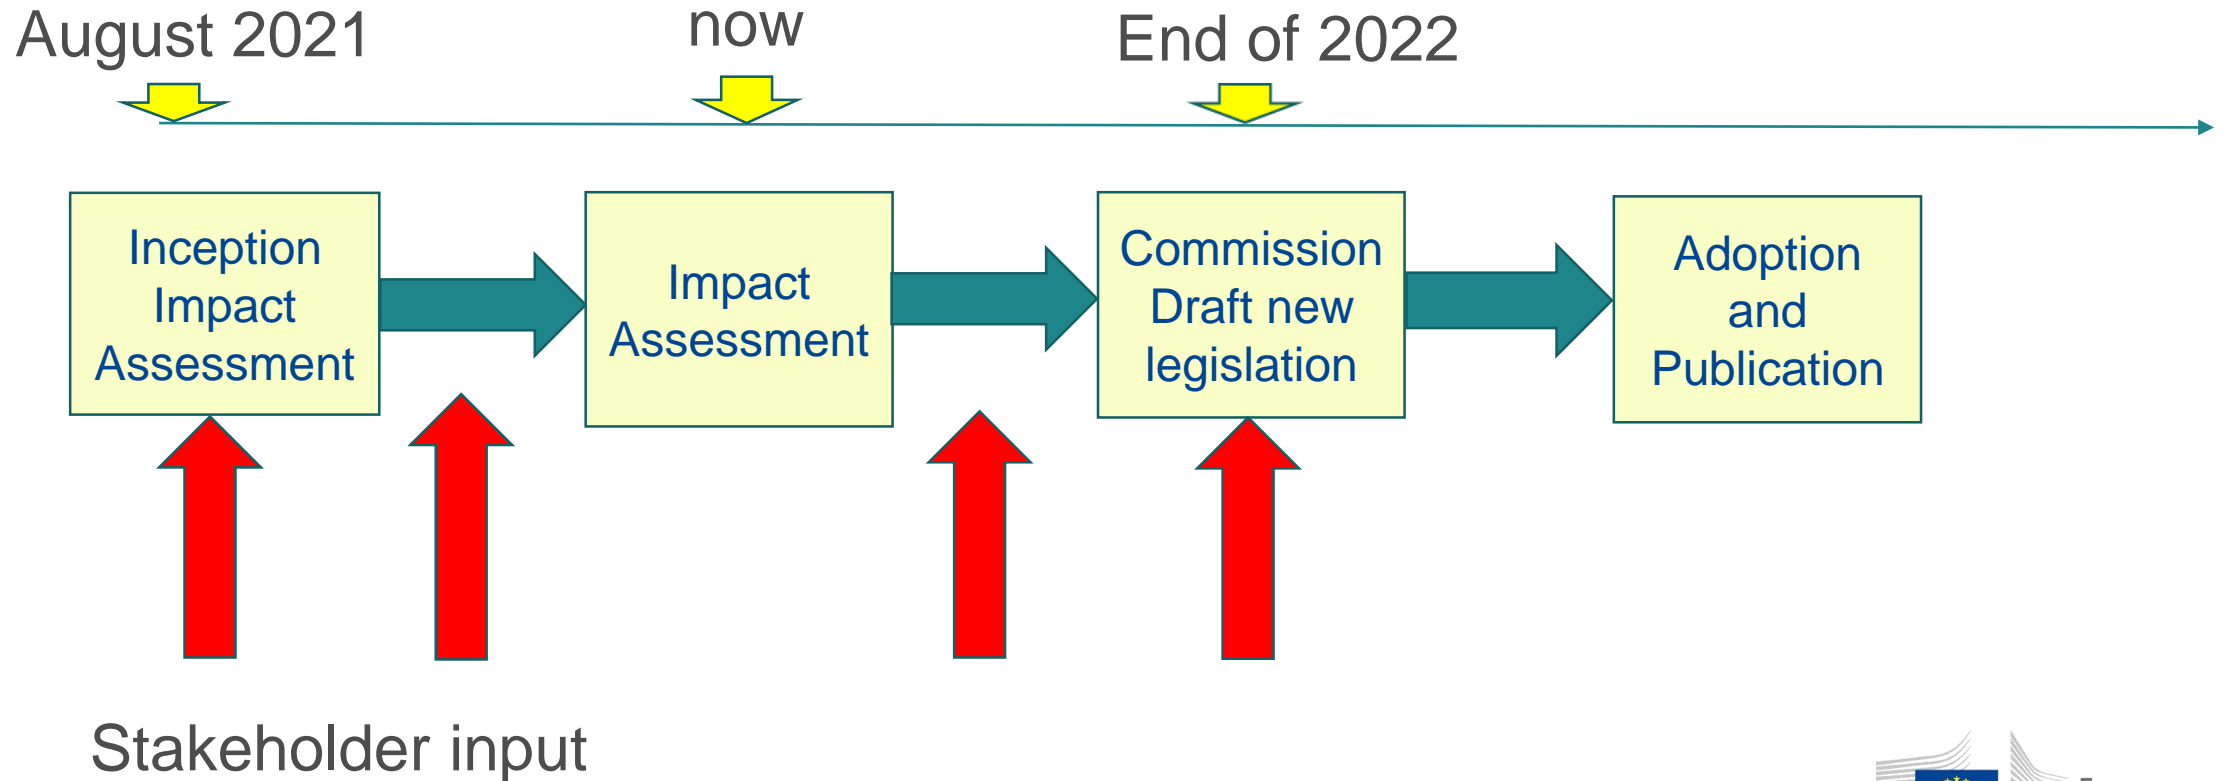 August 2021
now
End of 2022
Inception
Impact
Assessment
Impact
Assessment
Commission
Draft new
legislation
Adoption
and
Publication
Stakeholder input